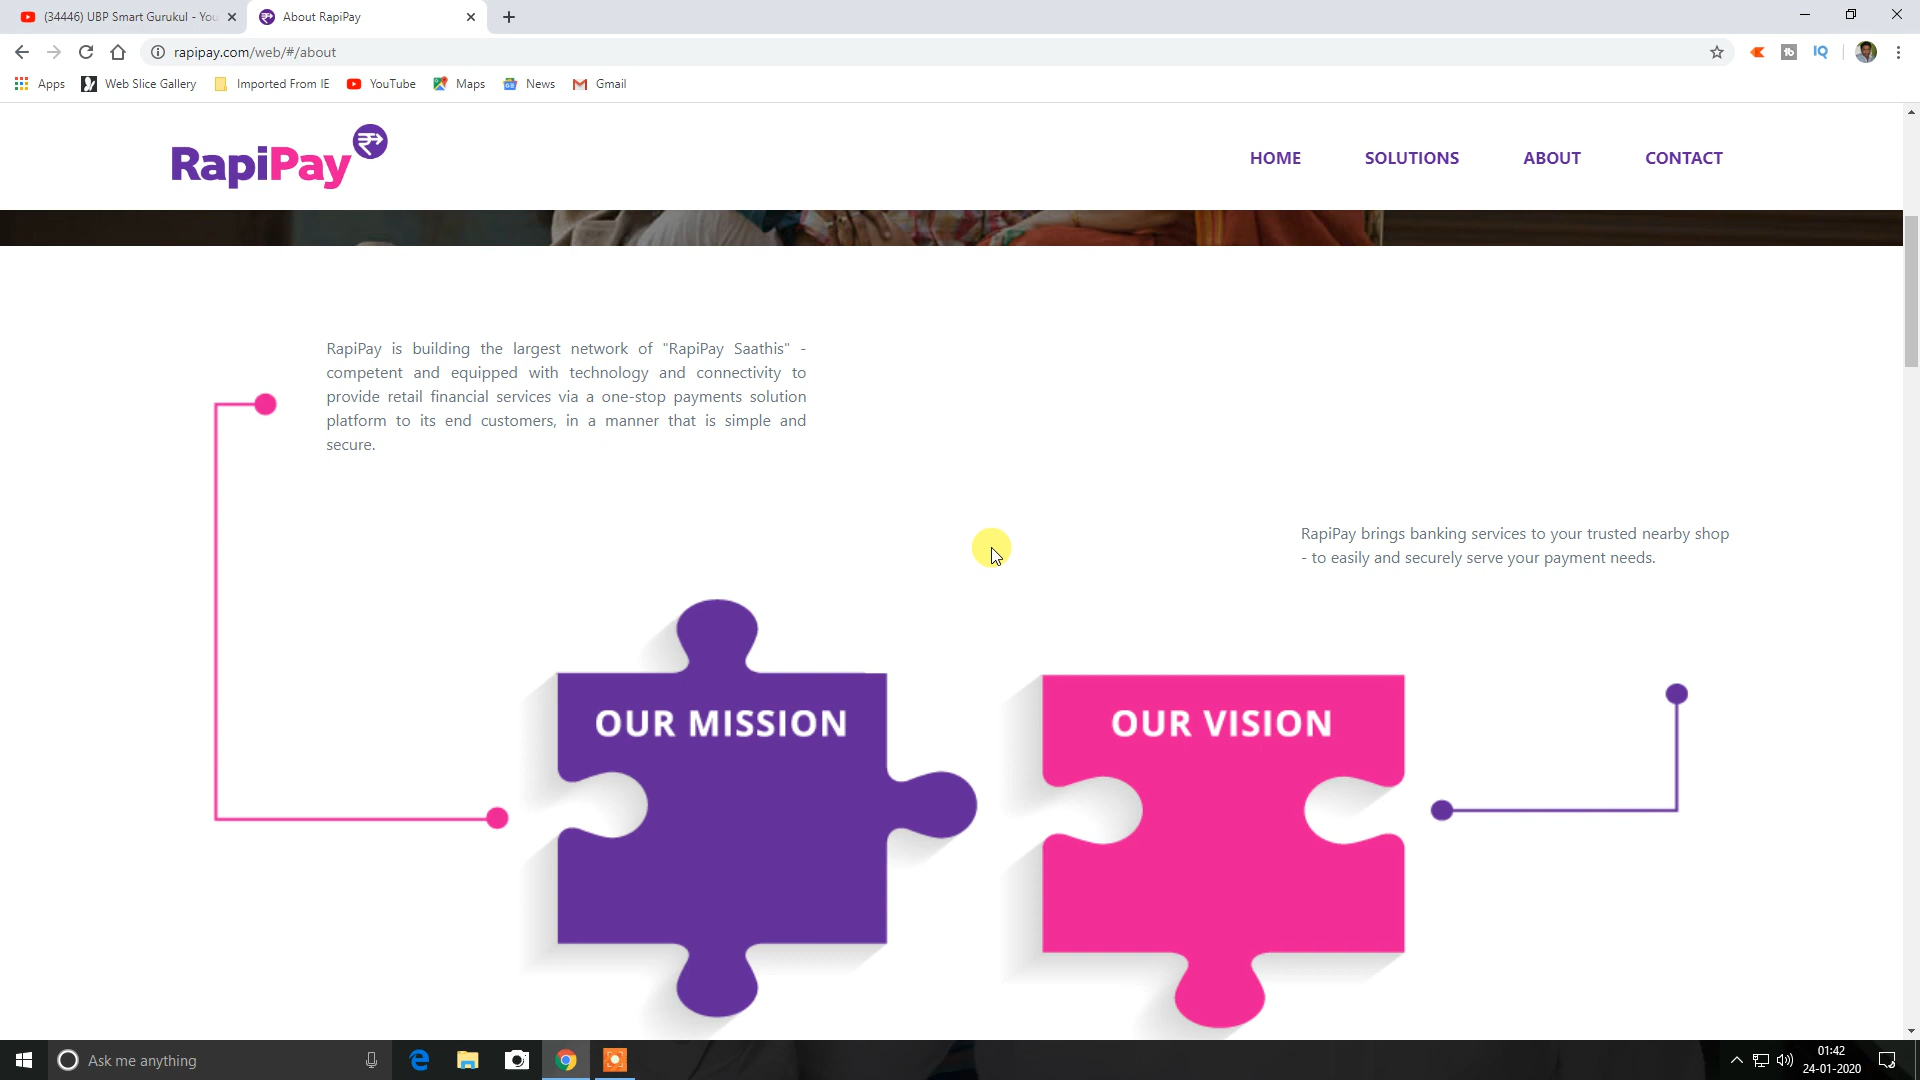 (34446) UBP Smart Gurukul - You
About RapiPay
rapipay.com/web/#/about
Apps
Web Slice Gallery
Imported From IE
YouTube
Maps
News
Gmail
RapiPay
HOME
SOLUTIONS
ABOUT
CONTACT
RapiPay is building the largest network of "RapiPay Saathis" -
competent and equipped with technology and connectivity to
provide retail financial services via a one-stop payments solution
platform to its end customers, in a manner that is simple and
secure.
RapiPay brings banking services to your trusted nearby shop
- to easily and securely serve your payment needs.
OUR MISSION
OUR VISION
Ask me anything
01:42
24-01-2020